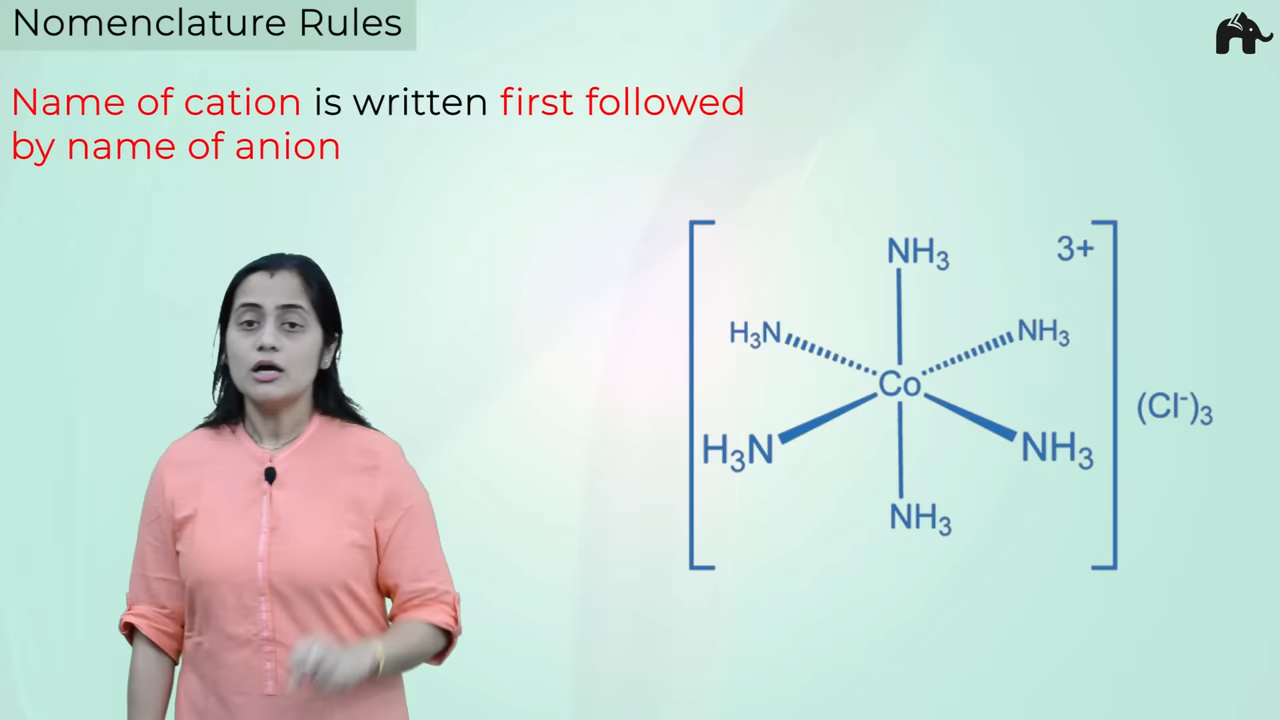 Nomenclature Rules
Name of cation is written first followed
by name of anion
NH₃
3+
H₃N
NH₃
Co
(Cl⁻)₃
H₃N
NH₃
NH₃